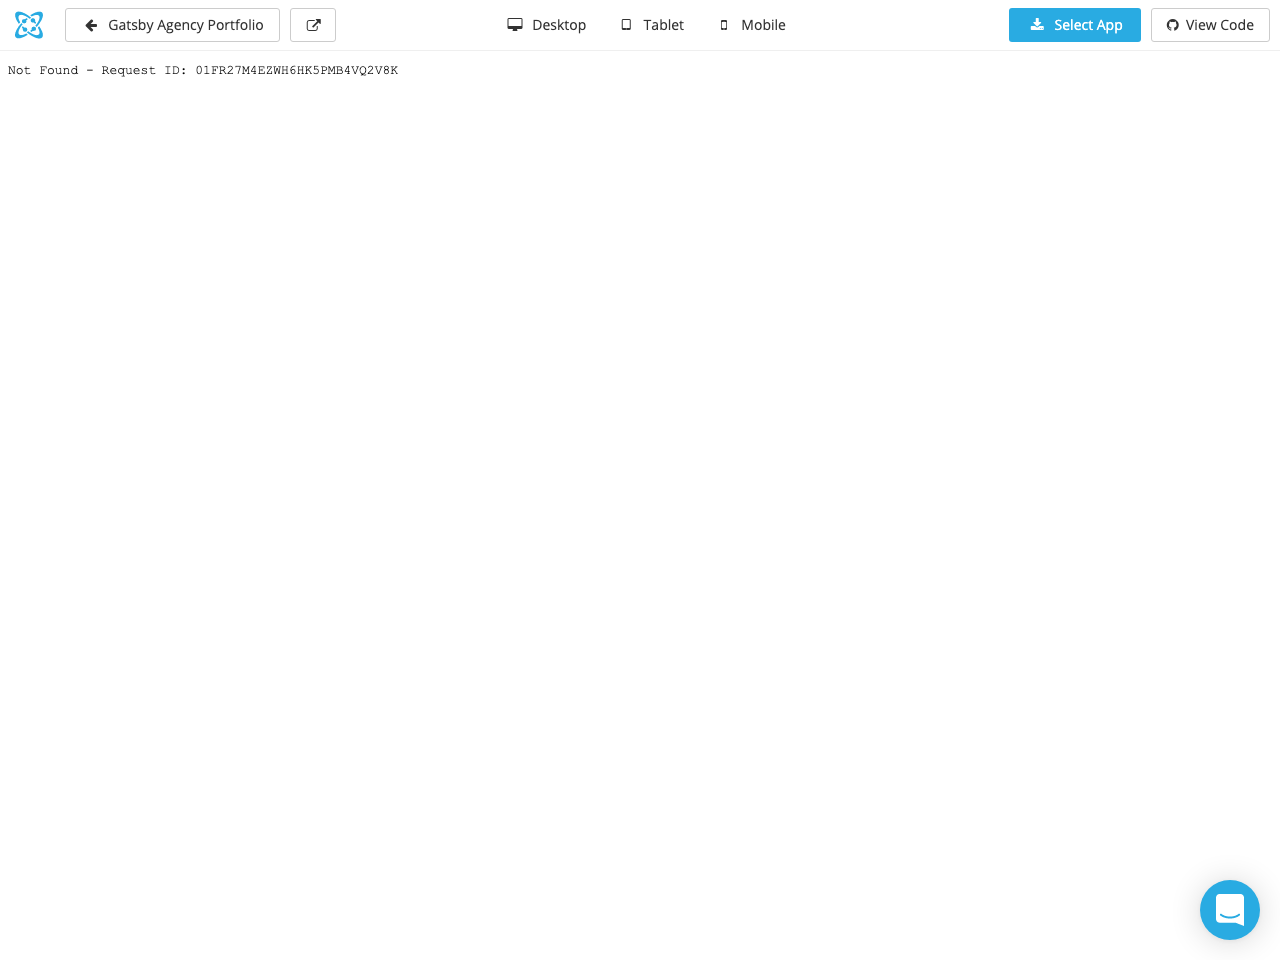 Gatsby Agency Portfolio
Desktop
Tablet
Mobile
Select App
View Code
Not Found - Request ID: 01FR27M4EZWH6HK5PMB4VQ2V8K